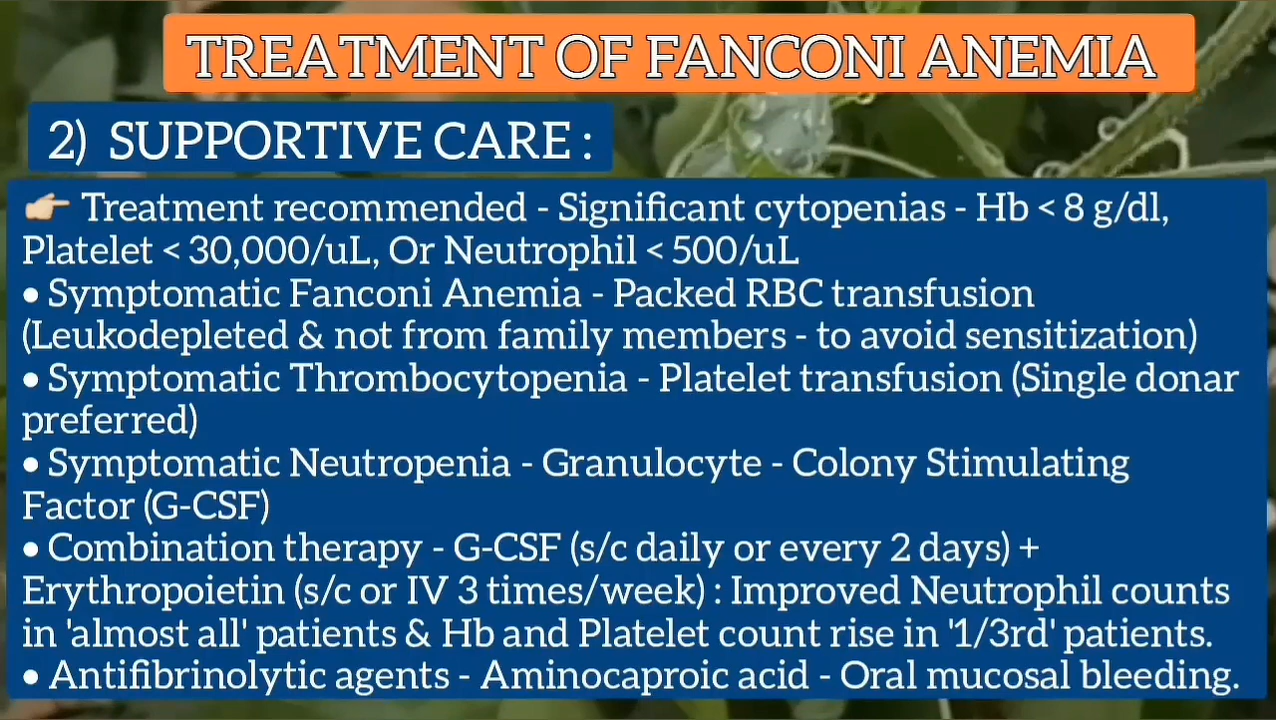 TREATMENT OF FANCONI ANEMIA
2) SUPPORTIVE CARE :
👉 Treatment recommended - Significant cytopenias - Hb < 8 g/dl,
Platelet < 30,000/uL, Or Neutrophil < 500/uL
• Symptomatic Fanconi Anemia - Packed RBC transfusion
(Leukodepleted & not from family members - to avoid sensitization)
• Symptomatic Thrombocytopenia - Platelet transfusion (Single donar
preferred)
• Symptomatic Neutropenia - Granulocyte - Colony Stimulating
Factor (G-CSF)
• Combination therapy - G-CSF (s/c daily or every 2 days) +
Erythropoietin (s/c or IV 3 times/week) : Improved Neutrophil counts
in 'almost all' patients & Hb and Platelet count rise in '1/3rd' patients.
• Antifibrinolytic agents - Aminocaproic acid - Oral mucosal bleeding.